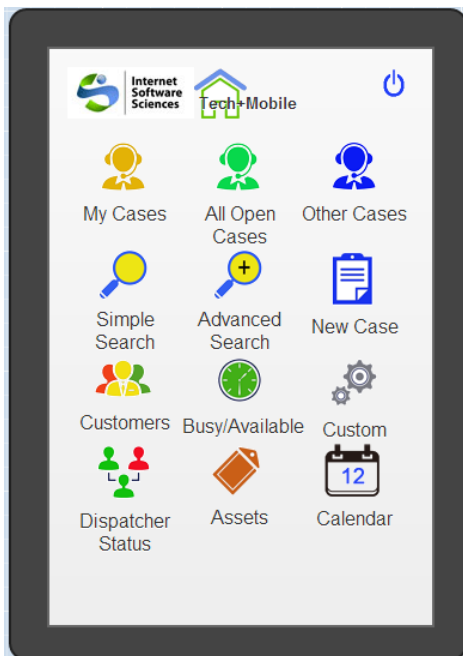 Internet
Software
Sciences
Tech+Mobile
My Cases
All Open
Cases
Other Cases
Simple
Search
+
Advanced
Search
New Case
Customers
Busy/Available
Custom
Dispatcher
Status
Assets
12
Calendar